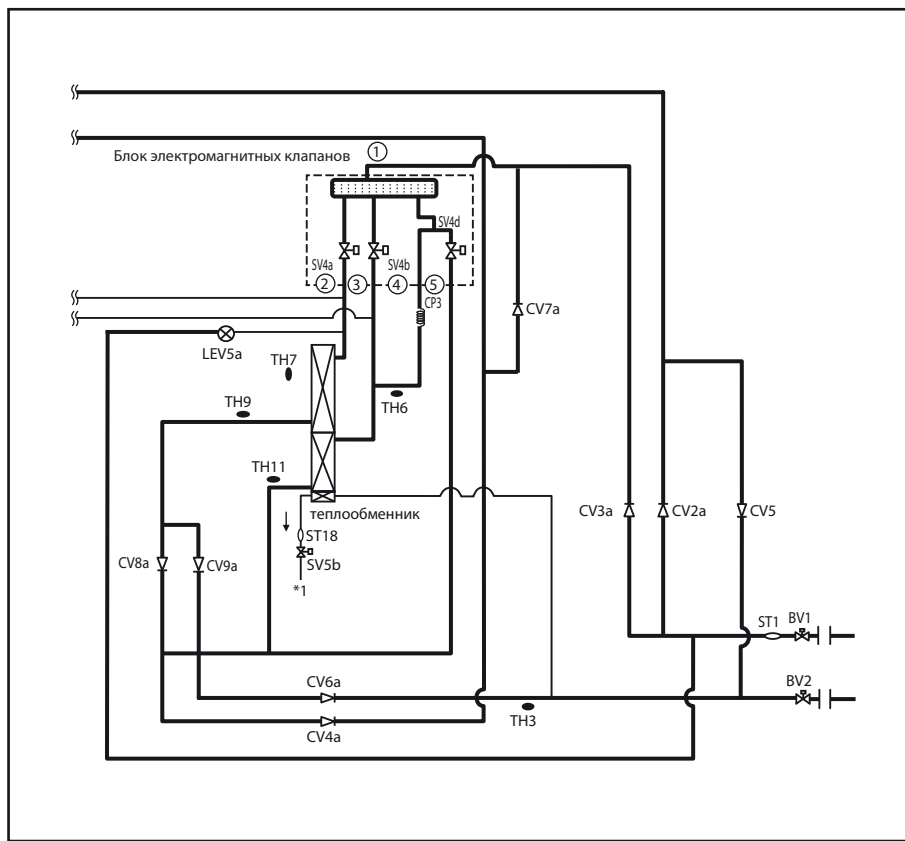 Блок электромагнитных клапанов
①
SV4d
SV4a
SV4b
② ③ ④ ⑤
CP3
CV7a
LEV5a
TH7
TH6
TH9
TH11
теплообменник
ST18
SV5b
*1
CV8a
CV9a
CV3a
CV2a
CV5
ST1
BV1
CV6a
BV2
TH3
CV4a